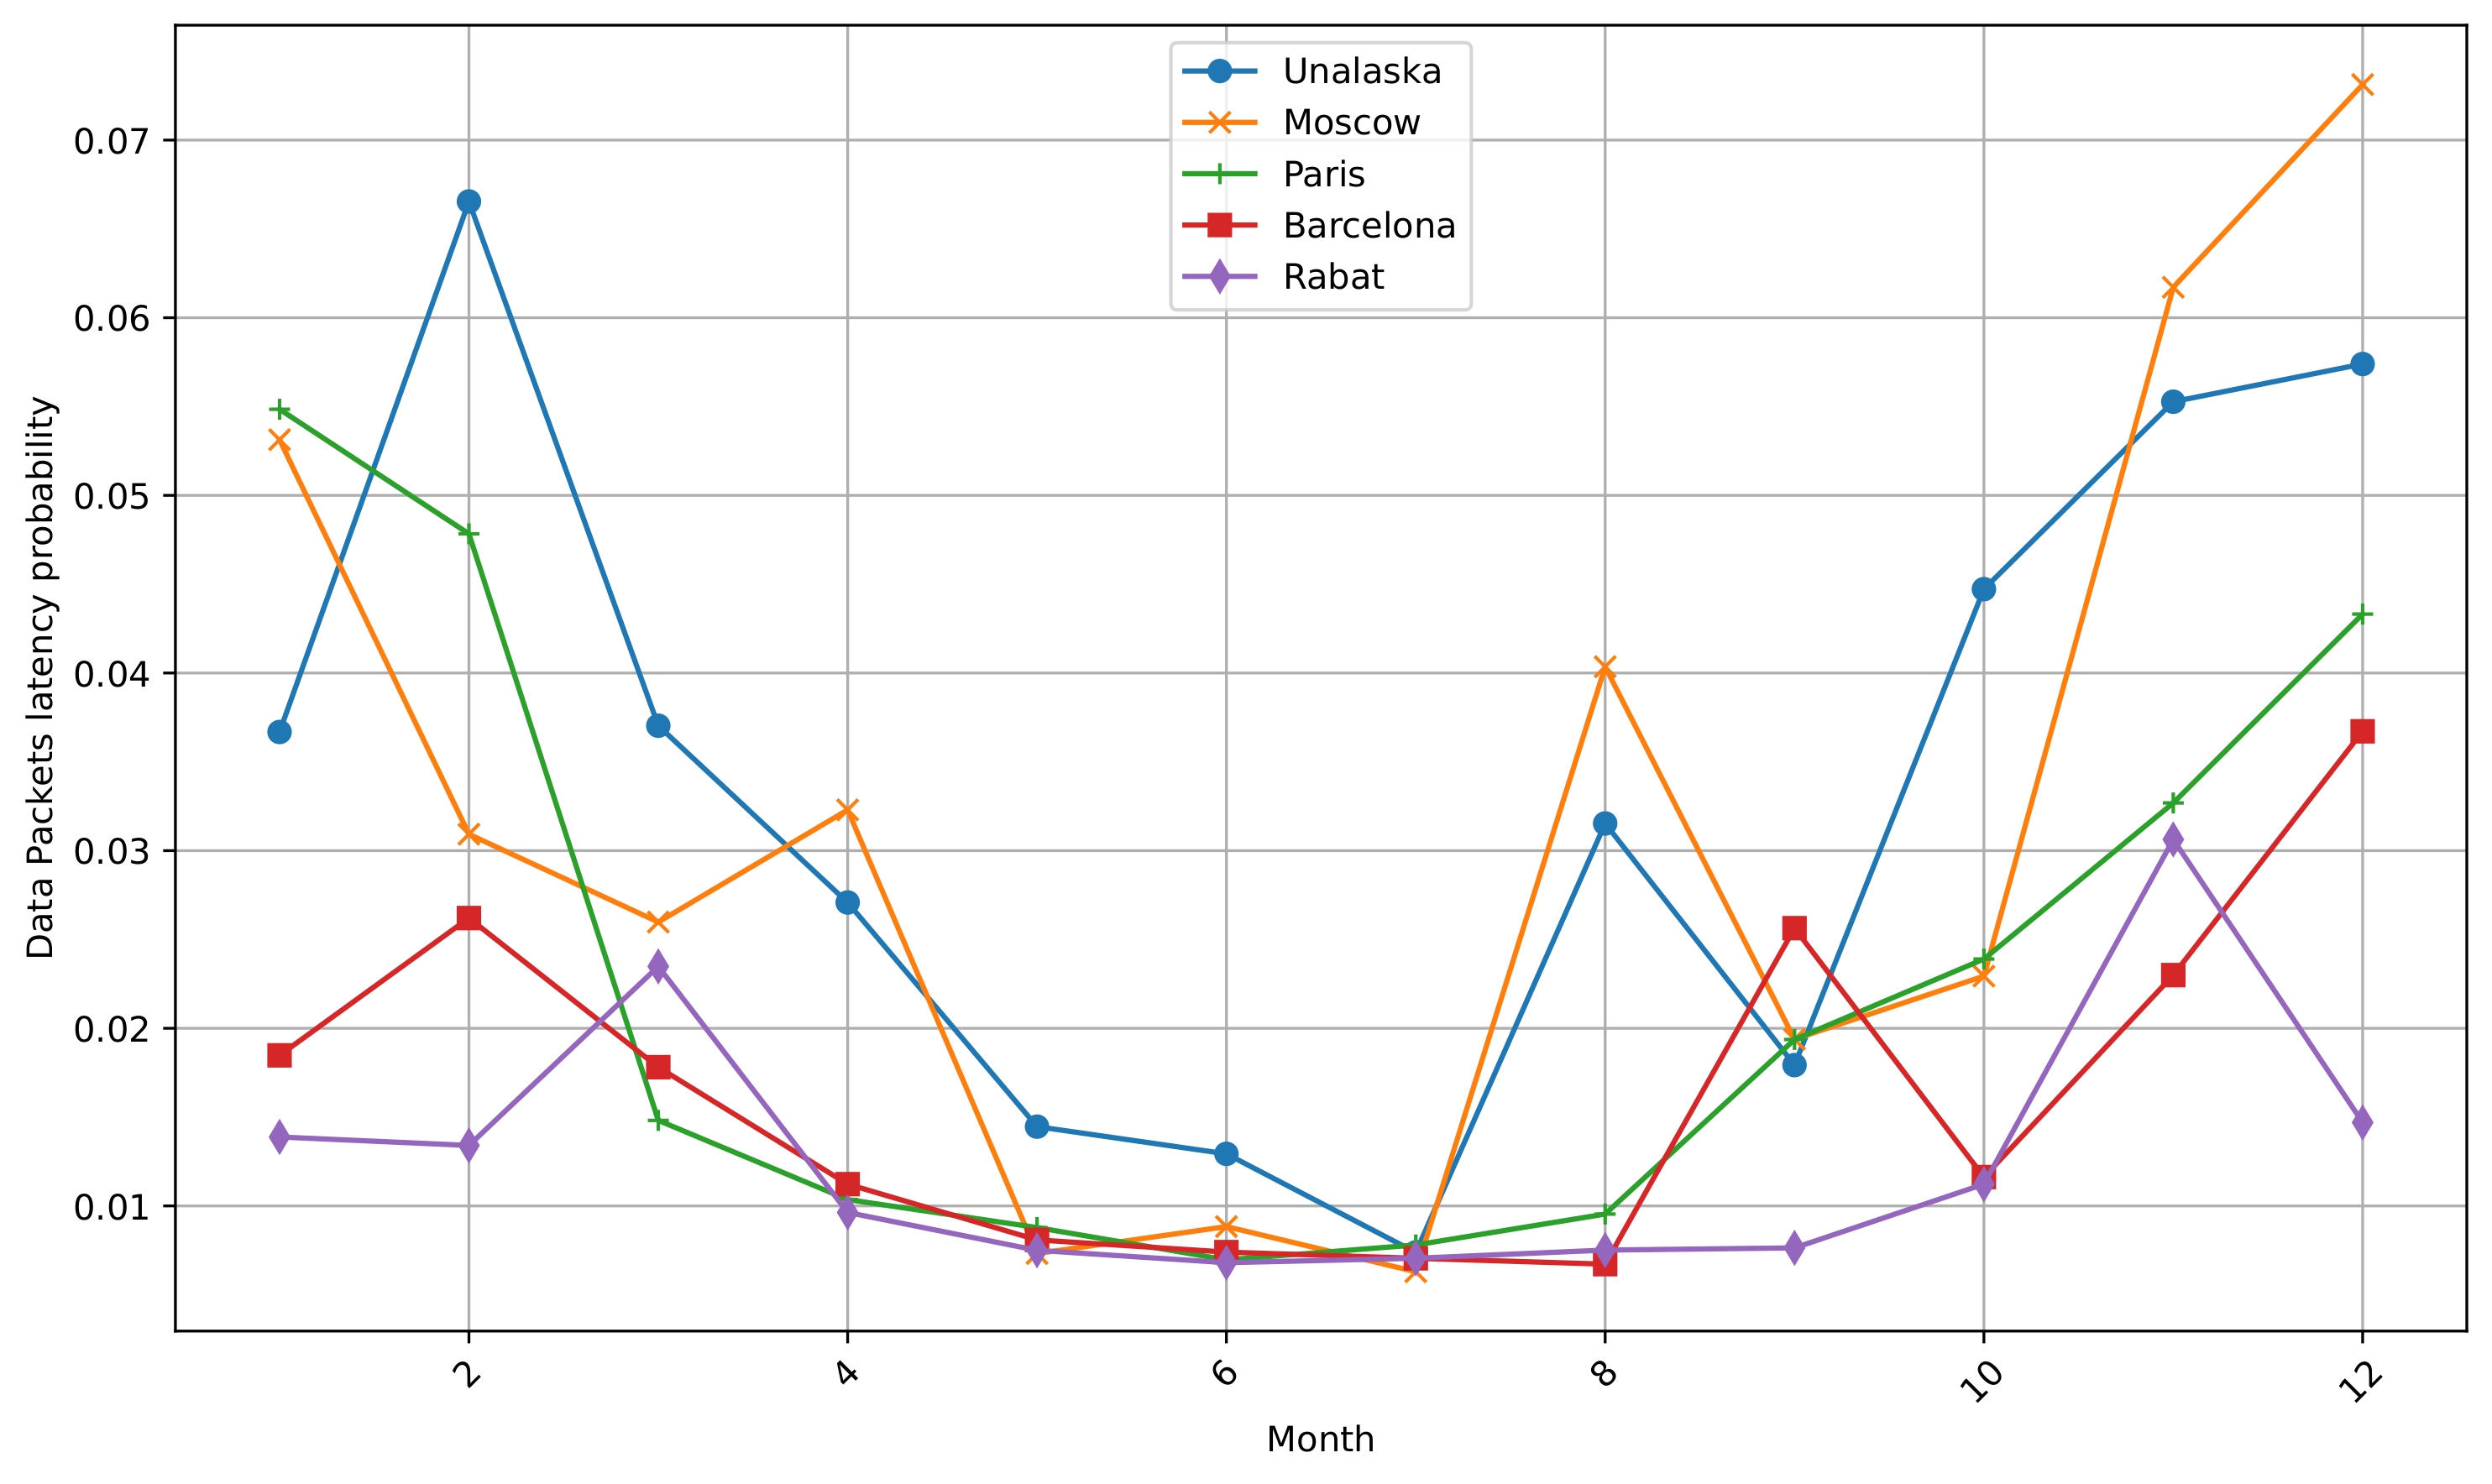 Unalaska
Moscow
Paris
Barcelona
Rabat
0.07
0.06
0.05
0.04
0.03
0.02
0.01
Data Packets latency probability
2
4
6
8
10
12
Month